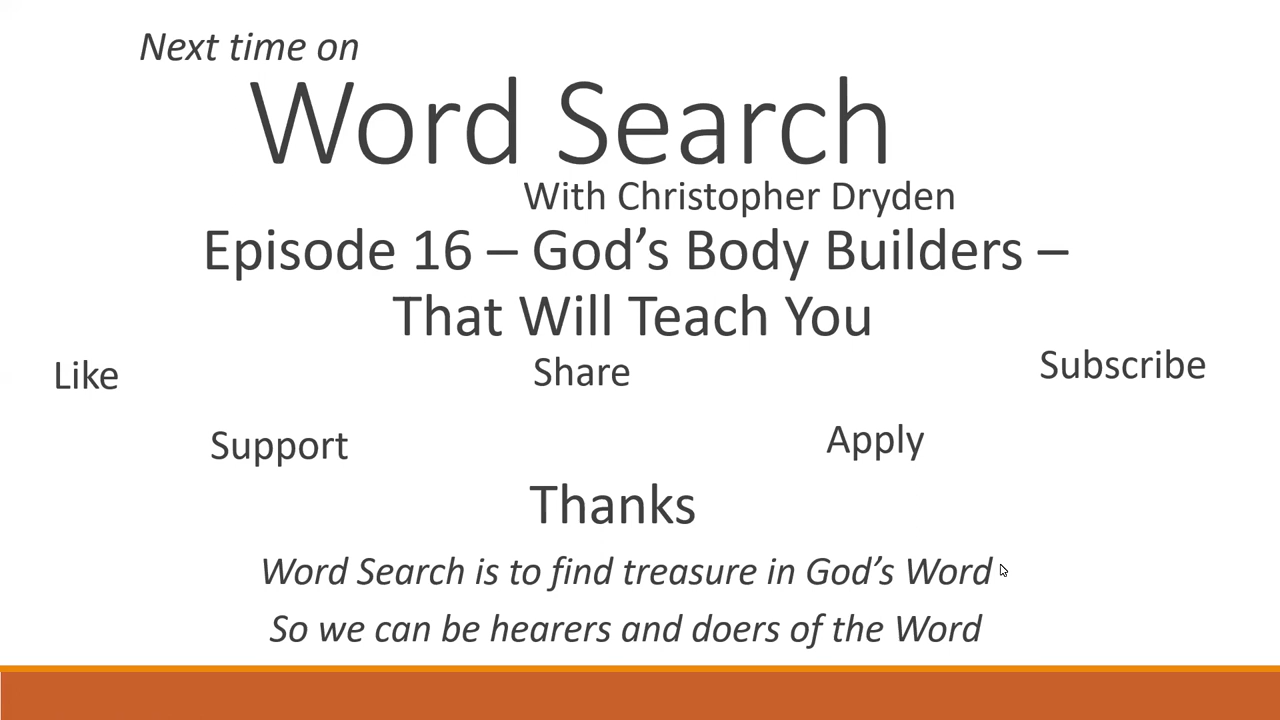 Next time on
Word Search
With Christopher Dryden
Episode 16 – God’s Body Builders –
That Will Teach You
Like
Share
Subscribe
Support
Apply
Thanks
Word Search is to find treasure in God’s Word
So we can be hearers and doers of the Word